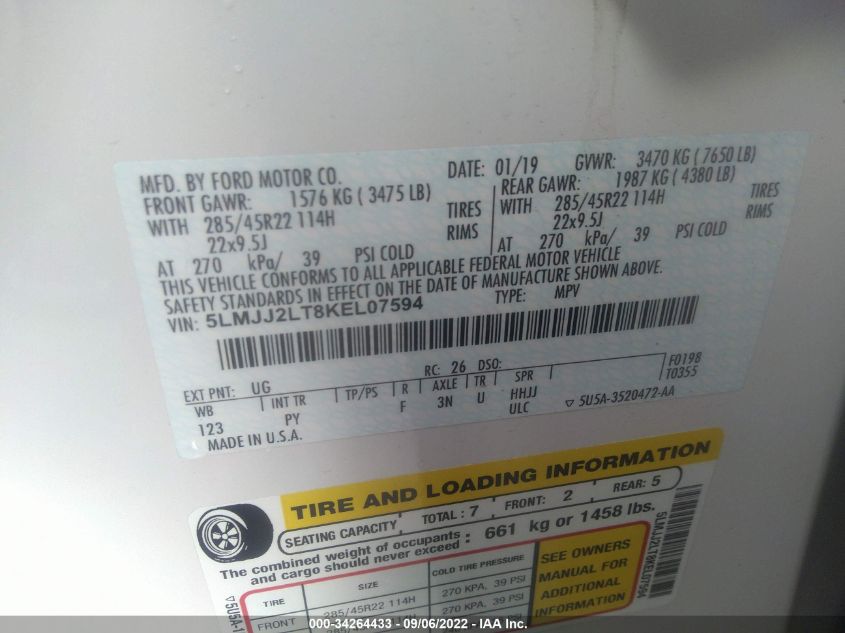 MFD. BY FORD MOTOR CO.
DATE: 01/19 GVWR: 3470 KG ( 7650 LB)
FRONT GAWR: 1576 KG ( 3475 LB)
REAR GAWR: 1987 KG ( 4380 LB)
WITH 285/45R22 114H TIRES
WITH 285/45R22 114H TIRES
22x9.5J RIMS
22x9.5J RIMS
AT 270 kPa/ 39 PSI COLD
AT 270 kPa/ 39 PSI COLD
THIS VEHICLE CONFORMS TO ALL APPLICABLE FEDERAL MOTOR VEHICLE
SAFETY STANDARDS IN EFFECT ON THE DATE OF MANUFACTURE SHOWN ABOVE.
VIN: 5LMJJ2LT8KEL07594 TYPE: MPV
EXT PNT: UG RC: 26 DSO: F0198
T0355
WB INT TR TP/PS R AXLE TR SPR
123 PY F 3N U HHJJ
ULC
▽ 5U5A-3520472-AA
MADE IN U.S.A.
TIRE AND LOADING INFORMATION
SEATING CAPACITY TOTAL : 7 FRONT: 2 REAR: 5
The combined weight of occupants and cargo should never exceed : 661 kg or 1458 lbs.
TIRE SIZE COLD TIRE PRESSURE
FRONT 285/45R22 114H 270 KPA, 39 PSI
285/45R22 114H 270 KPA, 39 PSI
SEE OWNERS
MANUAL FOR
ADDITIONAL
INFORMATION
5LMJJ2LT8KEL07594
▽5U5A-1
000-34264433 - 09/06/2022 - IAA Inc.